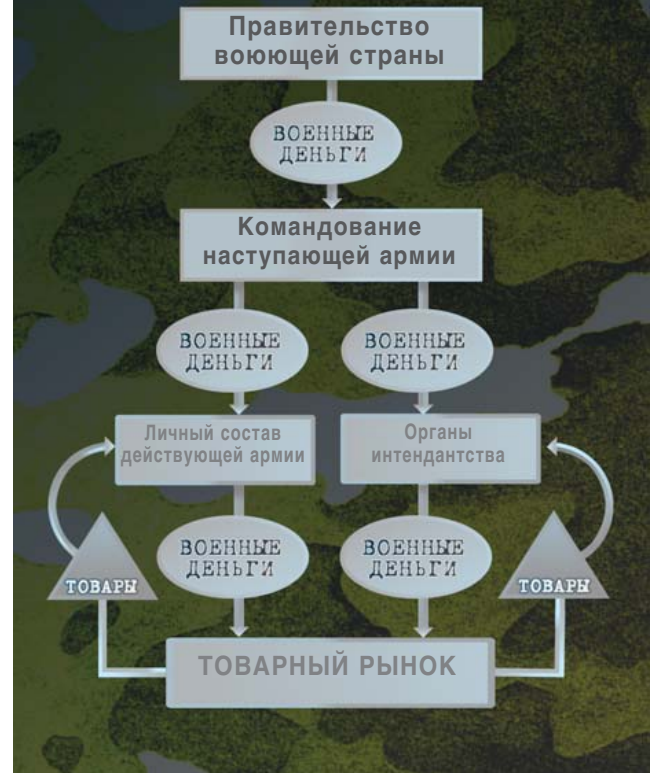 Правительство
воюющей страны
ВОЕННЫЕ
ДЕНЬГИ
Командование
наступающей армии
ВОЕННЫЕ
ДЕНЬГИ
ВОЕННЫЕ
ДЕНЬГИ
Личный состав
действующей армии
Органы
интендантства
ВОЕННЫЕ
ДЕНЬГИ
ВОЕННЫЕ
ДЕНЬГИ
ТОВАРЫ
ТОВАРЫ
ТОВАРНЫЙ РЫНОК